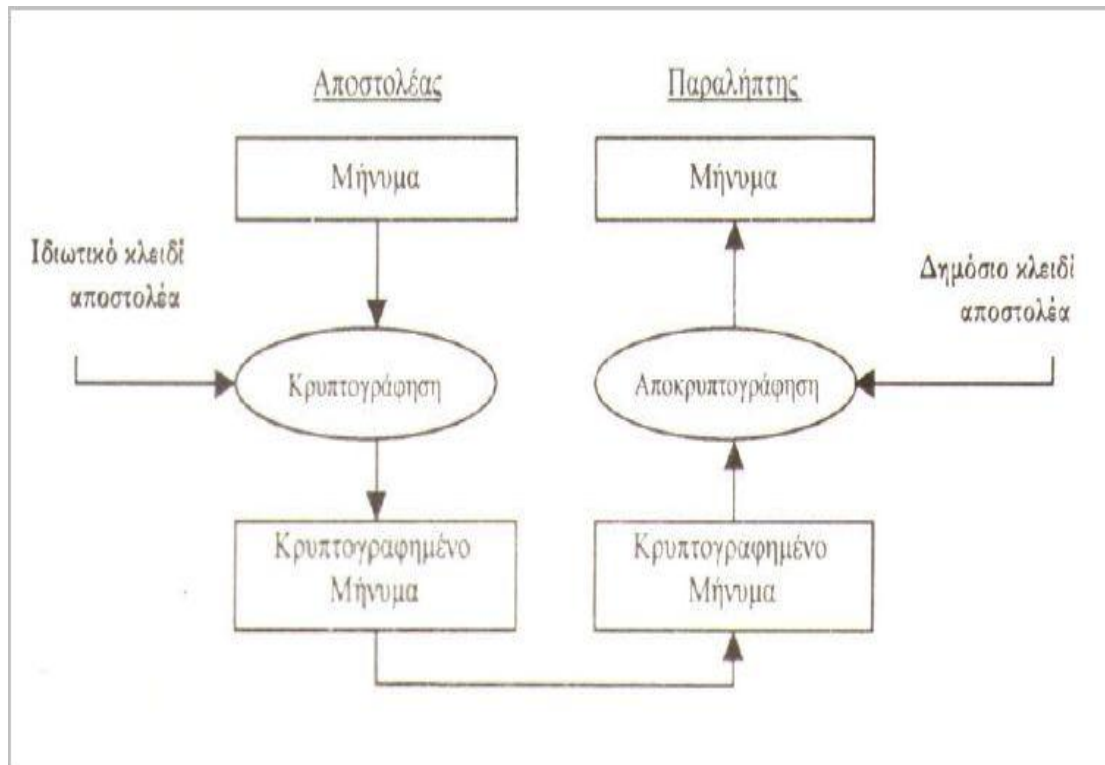 Αποστολέας
Παραλήπτης
Μήνυμα
Μήνυμα
Ιδιωτικό κλειδί
αποστολέα
Δημόσιο κλειδί
αποστολέα
Κρυπτογράφηση
Αποκρυπτογράφηση
Κρυπτογραφημένο
Μήνυμα
Κρυπτογραφημένο
Μήνυμα